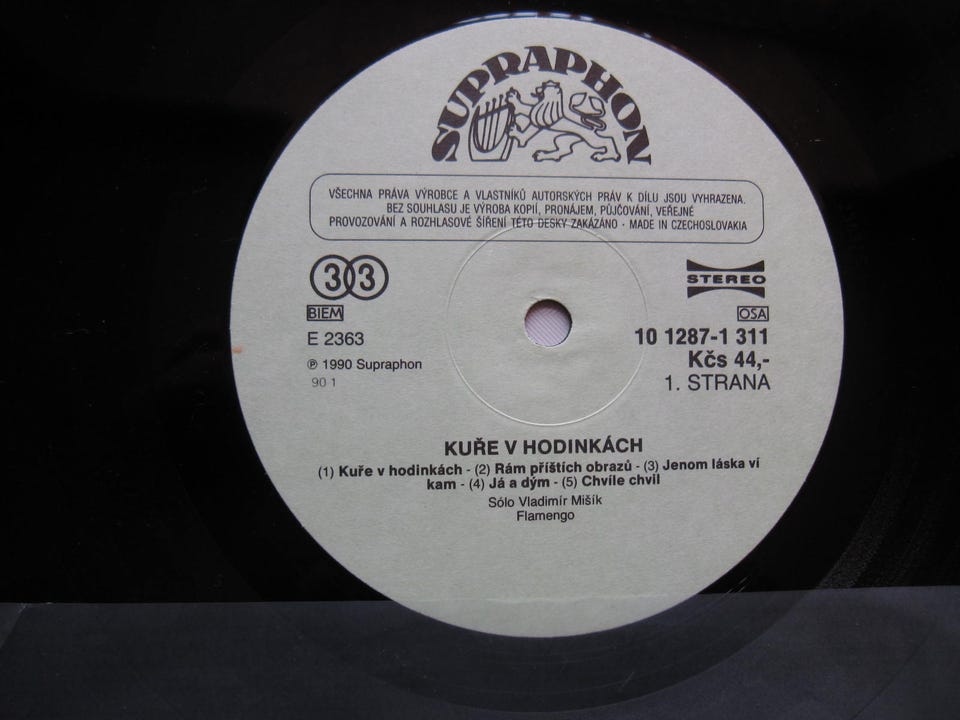 SUPRAPHON
VŠECHNA PRÁVA VÝROBCE A VLASTNÍKŮ AUTORSKÝCH PRÁV K DÍLU JSOU VYHRAZENA.
BEZ SOUHLASU JE VÝROBA KOPIÍ, PRONÁJEM, PŮJČOVÁNÍ, VEŘEJNÉ
PROVOZOVÁNÍ A ROZHLASOVÉ ŠÍŘENÍ TÉTO DESKY ZAKÁZÁNO · MADE IN CZECHOSLOVAKIA
33
STEREO
BIEM
OSA
E 2363
10 1287-1 311
℗ 1990 Supraphon
Kčs 44,-
90 1
1. STRANA
KUŘE V HODINKÁCH
(1) Kuře v hodinkách - (2) Rám příštích obrazů - (3) Jenom láska ví
kam - (4) Já a dým - (5) Chvíle chvil
Sólo Vladimír Mišík
Flamengo